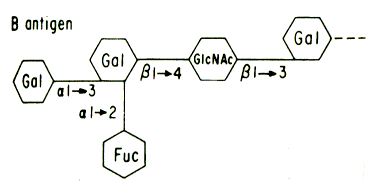 B antigen
Gal
Gal
GlcNAc
Gal
α1→3
β1→4
β1→3
α1→2
Fuc